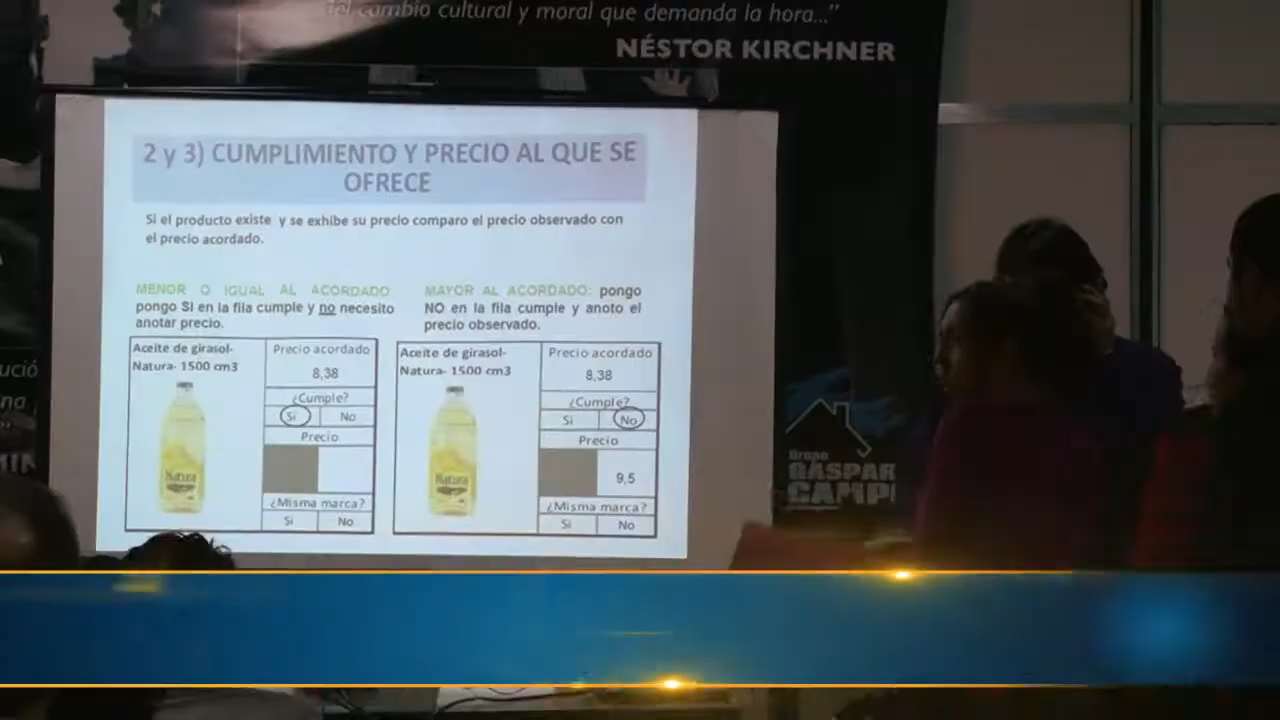 del cambio cultural y moral que demanda la hora..."
NÉSTOR KIRCHNER
2 y 3) CUMPLIMIENTO Y PRECIO AL QUE SE
OFRECE
Si el producto existe y se exhibe su precio comparo el precio observado con
el precio acordado.
MENOR O IGUAL AL ACORDADO:
pongo SI en la fila cumple y no necesito
anotar precio.
MAYOR AL ACORDADO: pongo
NO en la fila cumple y anoto el
precio observado.
Aceite de girasol-
Natura- 1500 cm3
Precio acordado
8,38
¿Cumple?
Si No
Precio
¿Misma marca?
Si No
Natura
Aceite de girasol-
Natura- 1500 cm3
Precio acordado
8,38
¿Cumple?
Si No
Precio
9,5
¿Misma marca?
Si No
Natura
Grupo
GASPAR
CAMPI